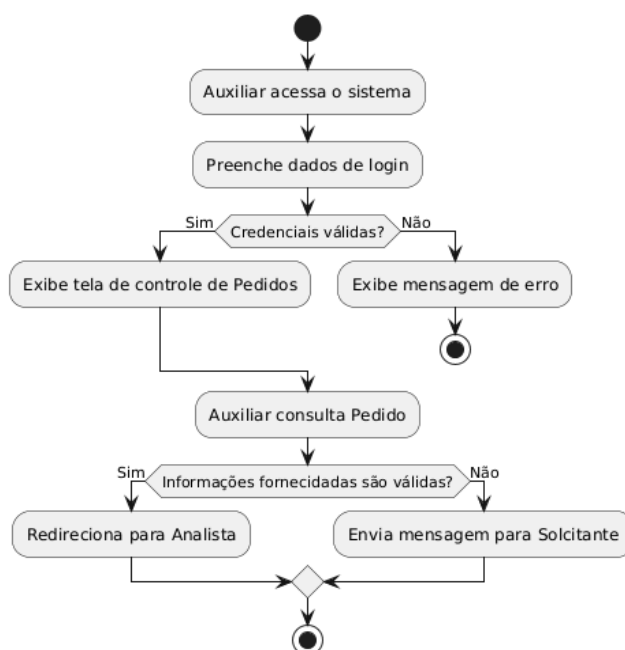 Auxiliar acessa o sistema
Preenche dados de login
Sim
Credenciais válidas?
Não
Exibe tela de controle de Pedidos
Exibe mensagem de erro
Auxiliar consulta Pedido
Sim
Informações fornecidadas são válidas?
Não
Redireciona para Analista
Envia mensagem para Solcitante